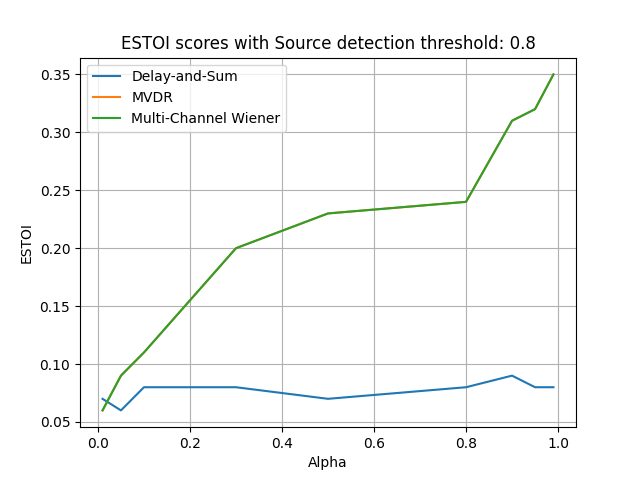 ESTOI scores with Source detection threshold: 0.8
Delay-and-Sum
MVDR
Multi-Channel Wiener
ESTOI
0.35
0.30
0.25
0.20
0.15
0.10
0.05
0.0 0.2 0.4 0.6 0.8 1.0
Alpha